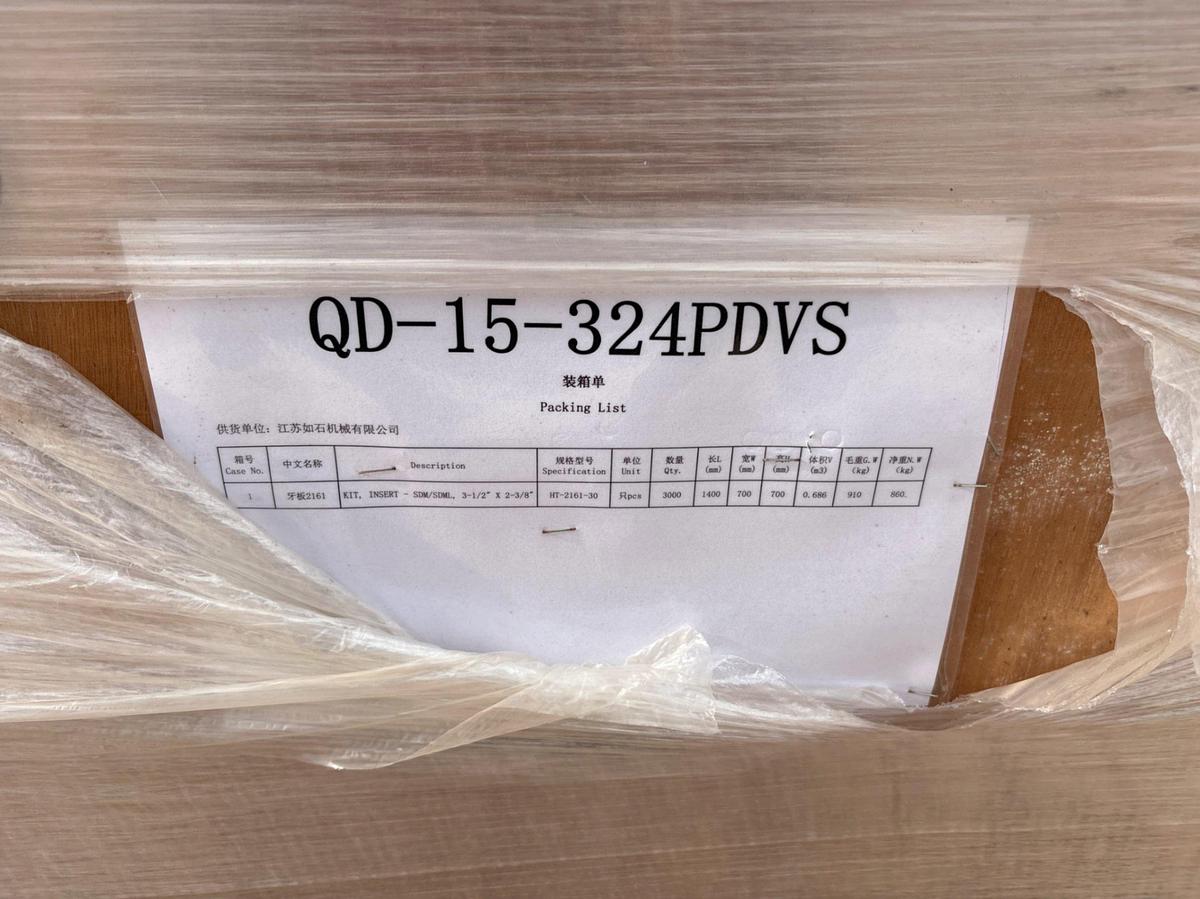 QD-15-324PDVS
装箱单
Packing List
供货单位：江苏如石机械有限公司
箱号 中文名称 Description 规格型号 单位 数量 长L 宽W 高H 体积V 毛重G.W 净重N.W
Case No. Specification Unit Qty. (mm) (mm) (mm) (m3) (kg) (kg)
1 牙板2161 KIT, INSERT - SDM/SDML, 3-1/2" X 2-3/8" HT-2161-30 只pcs 3000 1400 700 700 0.686 910 860.